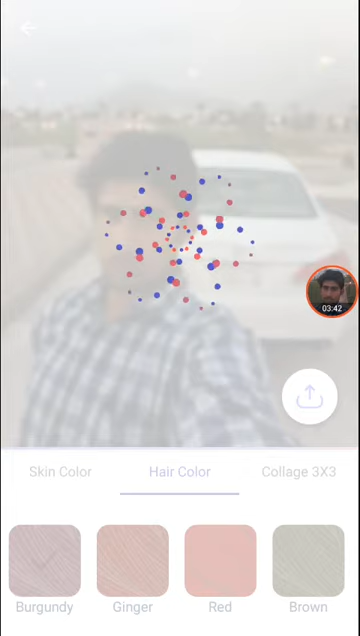 03:42
Skin Color
Hair Color
Collage 3X3
Burgundy
Ginger
Red
Brown